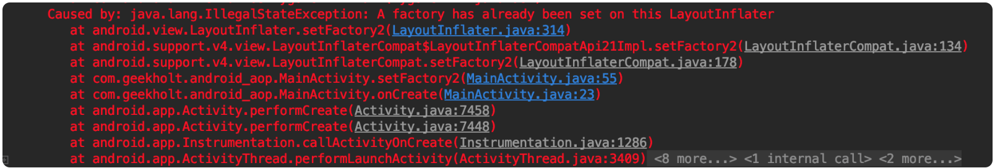 Caused by: java.lang.IllegalStateException: A factory has already been set on this LayoutInflater
at android.view.LayoutInflater.setFactory2(LayoutInflater.java:314)
at android.support.v4.view.LayoutInflaterCompat$LayoutInflaterCompatApi21Impl.setFactory2(LayoutInflaterCompat.java:134)
at android.support.v4.view.LayoutInflaterCompat.setFactory2(LayoutInflaterCompat.java:178)
at com.geekholt.android_aop.MainActivity.setFactory2(MainActivity.java:55)
at com.geekholt.android_aop.MainActivity.onCreate(MainActivity.java:23)
at android.app.Activity.performCreate(Activity.java:7458)
at android.app.Activity.performCreate(Activity.java:7448)
at android.app.Instrumentation.callActivityOnCreate(Instrumentation.java:1286)
at android.app.ActivityThread.performLaunchActivity(ActivityThread.java:3409) <8 more...> <1 internal call> <2 more...>